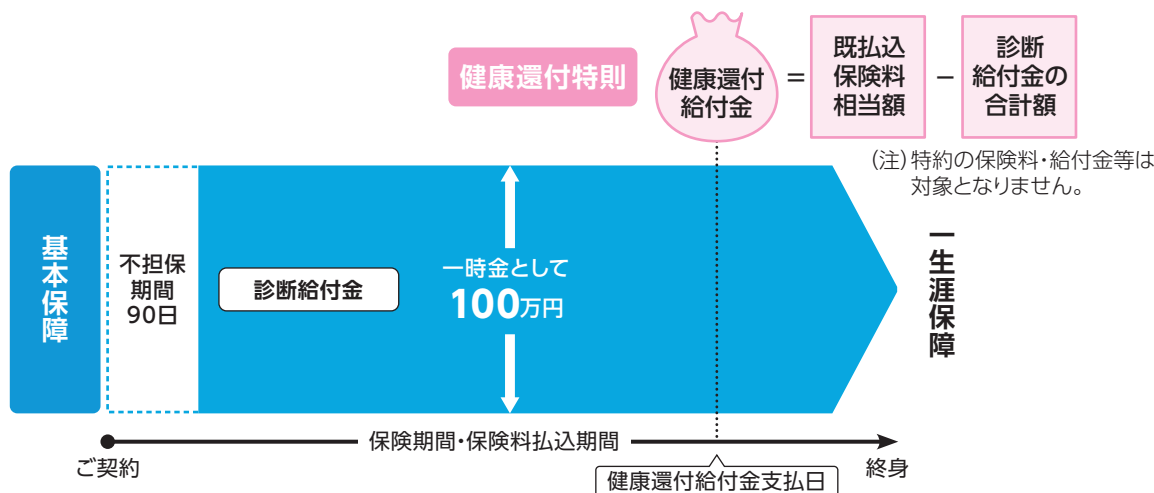 健康還付特則
健康還付
給付金
=
既払込
保険料
相当額
−
診断
給付金の
合計額
(注)特約の保険料・給付金等は
対象となりません。
基本保障
不担保
期間
90日
診断給付金
一時金として
100万円
一生涯保障
保険期間・保険料払込期間
ご契約
終身
健康還付給付金支払日